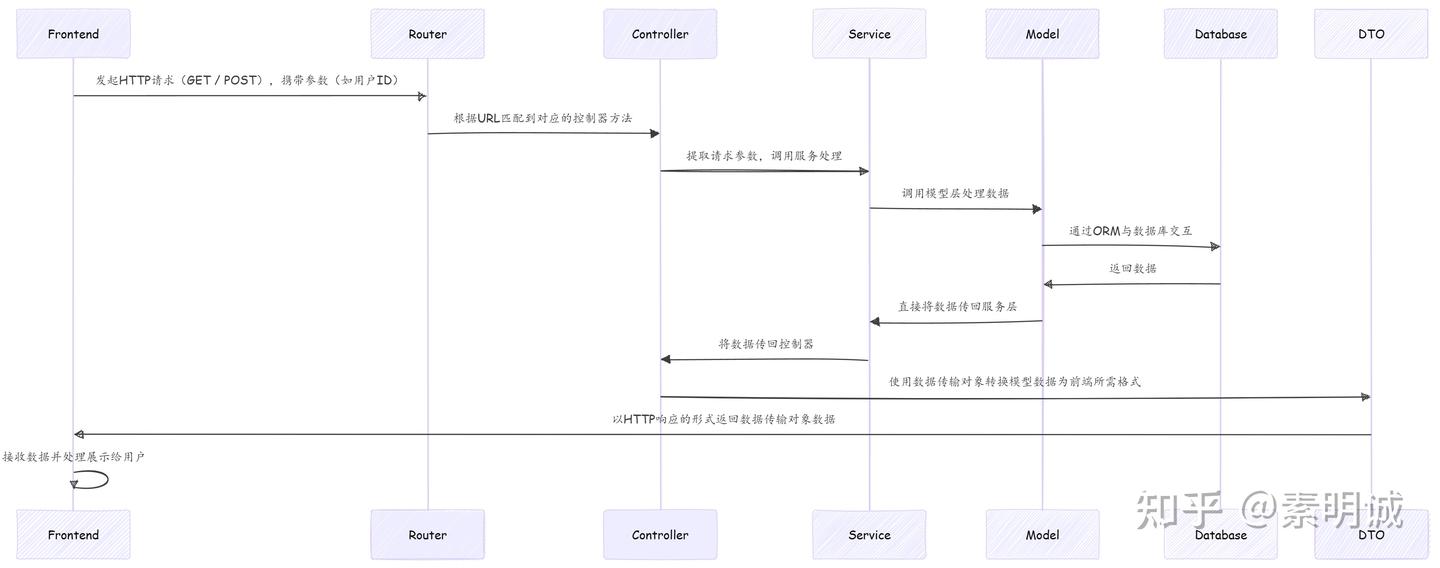 Frontend Router Controller Service Model Database DTO
发起HTTP请求（GET / POST），携带参数（如用户ID）
根据URL匹配到对应的控制器方法
提取请求参数，调用服务处理
调用模型层处理数据
通过ORM与数据库交互
返回数据
直接将数据传回服务层
将数据传回控制器
使用数据传输对象转换模型数据为前端所需格式
以HTTP响应的形式返回数据传输对象数据
接收数据并处理展示给用户
知乎 @素明诚
Frontend Router Controller Service Model Database DTO